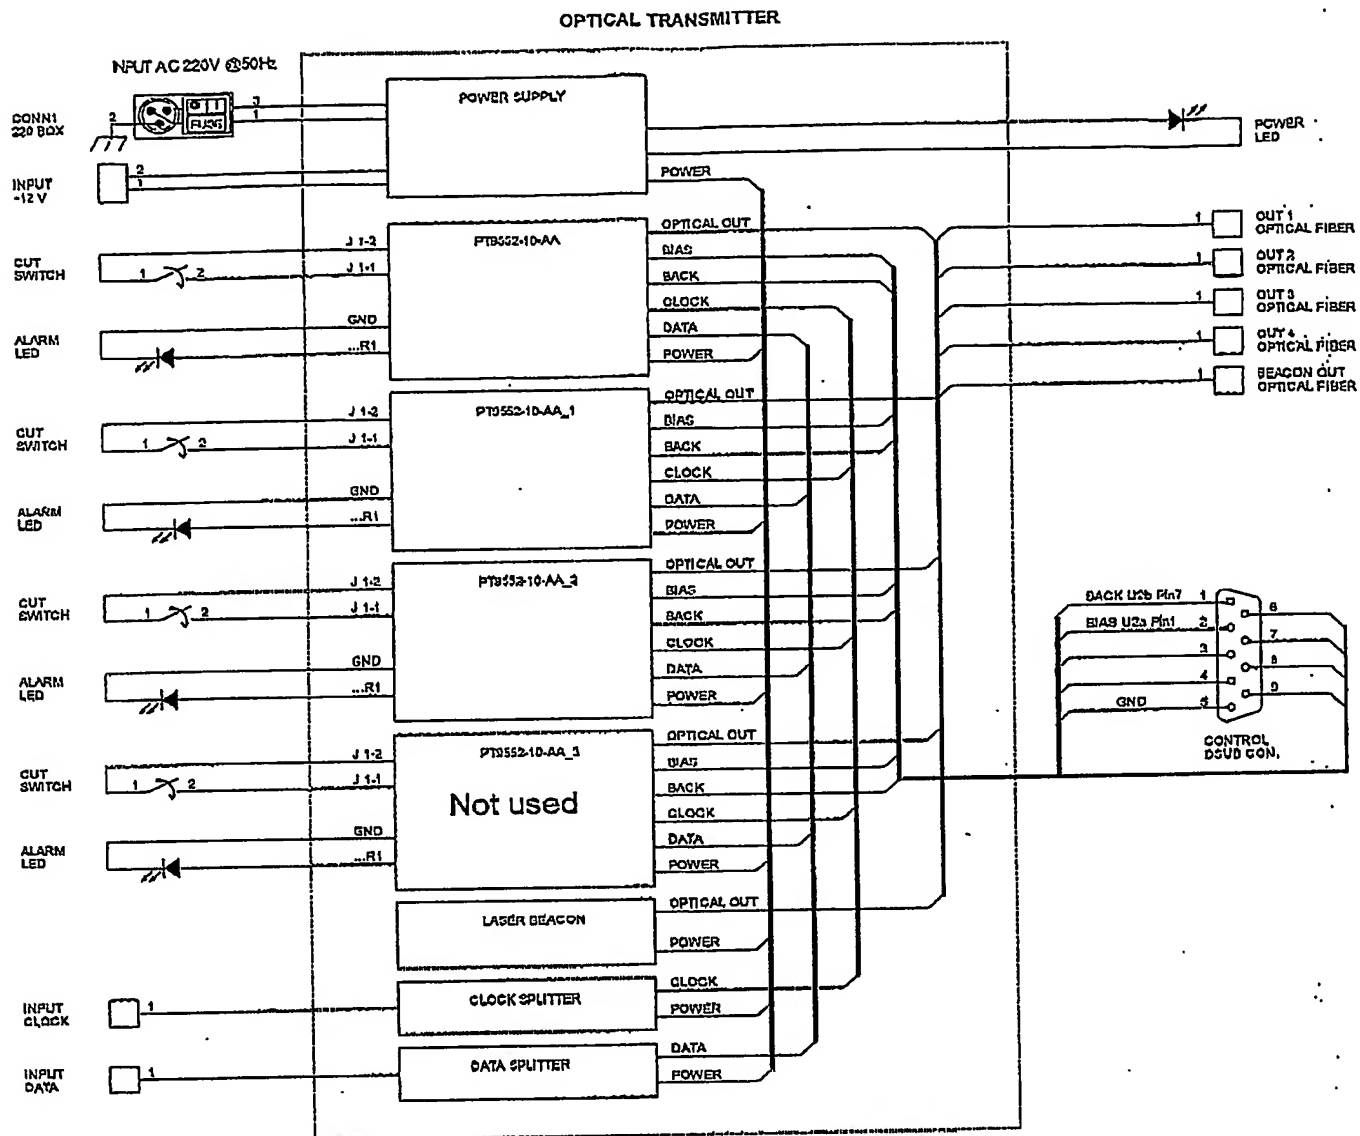 OPTICAL TRANSMITTER
INPUT AC 220V @50Hz
CONN1
220 BOX
2
FUSE
3
1
POWER SUPPLY
POWER
LED
INPUT
-12 V
2
1
POWER
CUT
SWITCH
1
2
J 1-2
J 1-1
ALARM
LED
GND
...R1
PT9552-10-AA
OPTICAL OUT
BIAS
BACK
CLOCK
DATA
POWER
1
OUT 1
OPTICAL FIBER
1
OUT 2
OPTICAL FIBER
1
OUT 3
OPTICAL FIBER
1
OUT 4
OPTICAL FIBER
1
BEACON OUT
OPTICAL FIBER
CUT
SWITCH
1
2
J 1-2
J 1-1
ALARM
LED
GND
...R1
PT9552-10-AA_1
OPTICAL OUT
BIAS
BACK
CLOCK
DATA
POWER
CUT
SWITCH
1
2
J 1-2
J 1-1
ALARM
LED
GND
...R1
PT9552-10-AA_2
OPTICAL OUT
BIAS
BACK
CLOCK
DATA
POWER
BACK U2b Pin7
1
BIAS U2a Pin1
2
3
4
GND
5
6
7
8
9
CONTROL
DSUB CON.
CUT
SWITCH
1
2
J 1-2
J 1-1
ALARM
LED
GND
...R1
PT9552-10-AA_3
Not used
OPTICAL OUT
BIAS
BACK
CLOCK
DATA
POWER
LASER BEACON
OPTICAL OUT
POWER
INPUT
CLOCK
1
CLOCK SPLITTER
CLOCK
POWER
INPUT
DATA
1
DATA SPLITTER
DATA
POWER